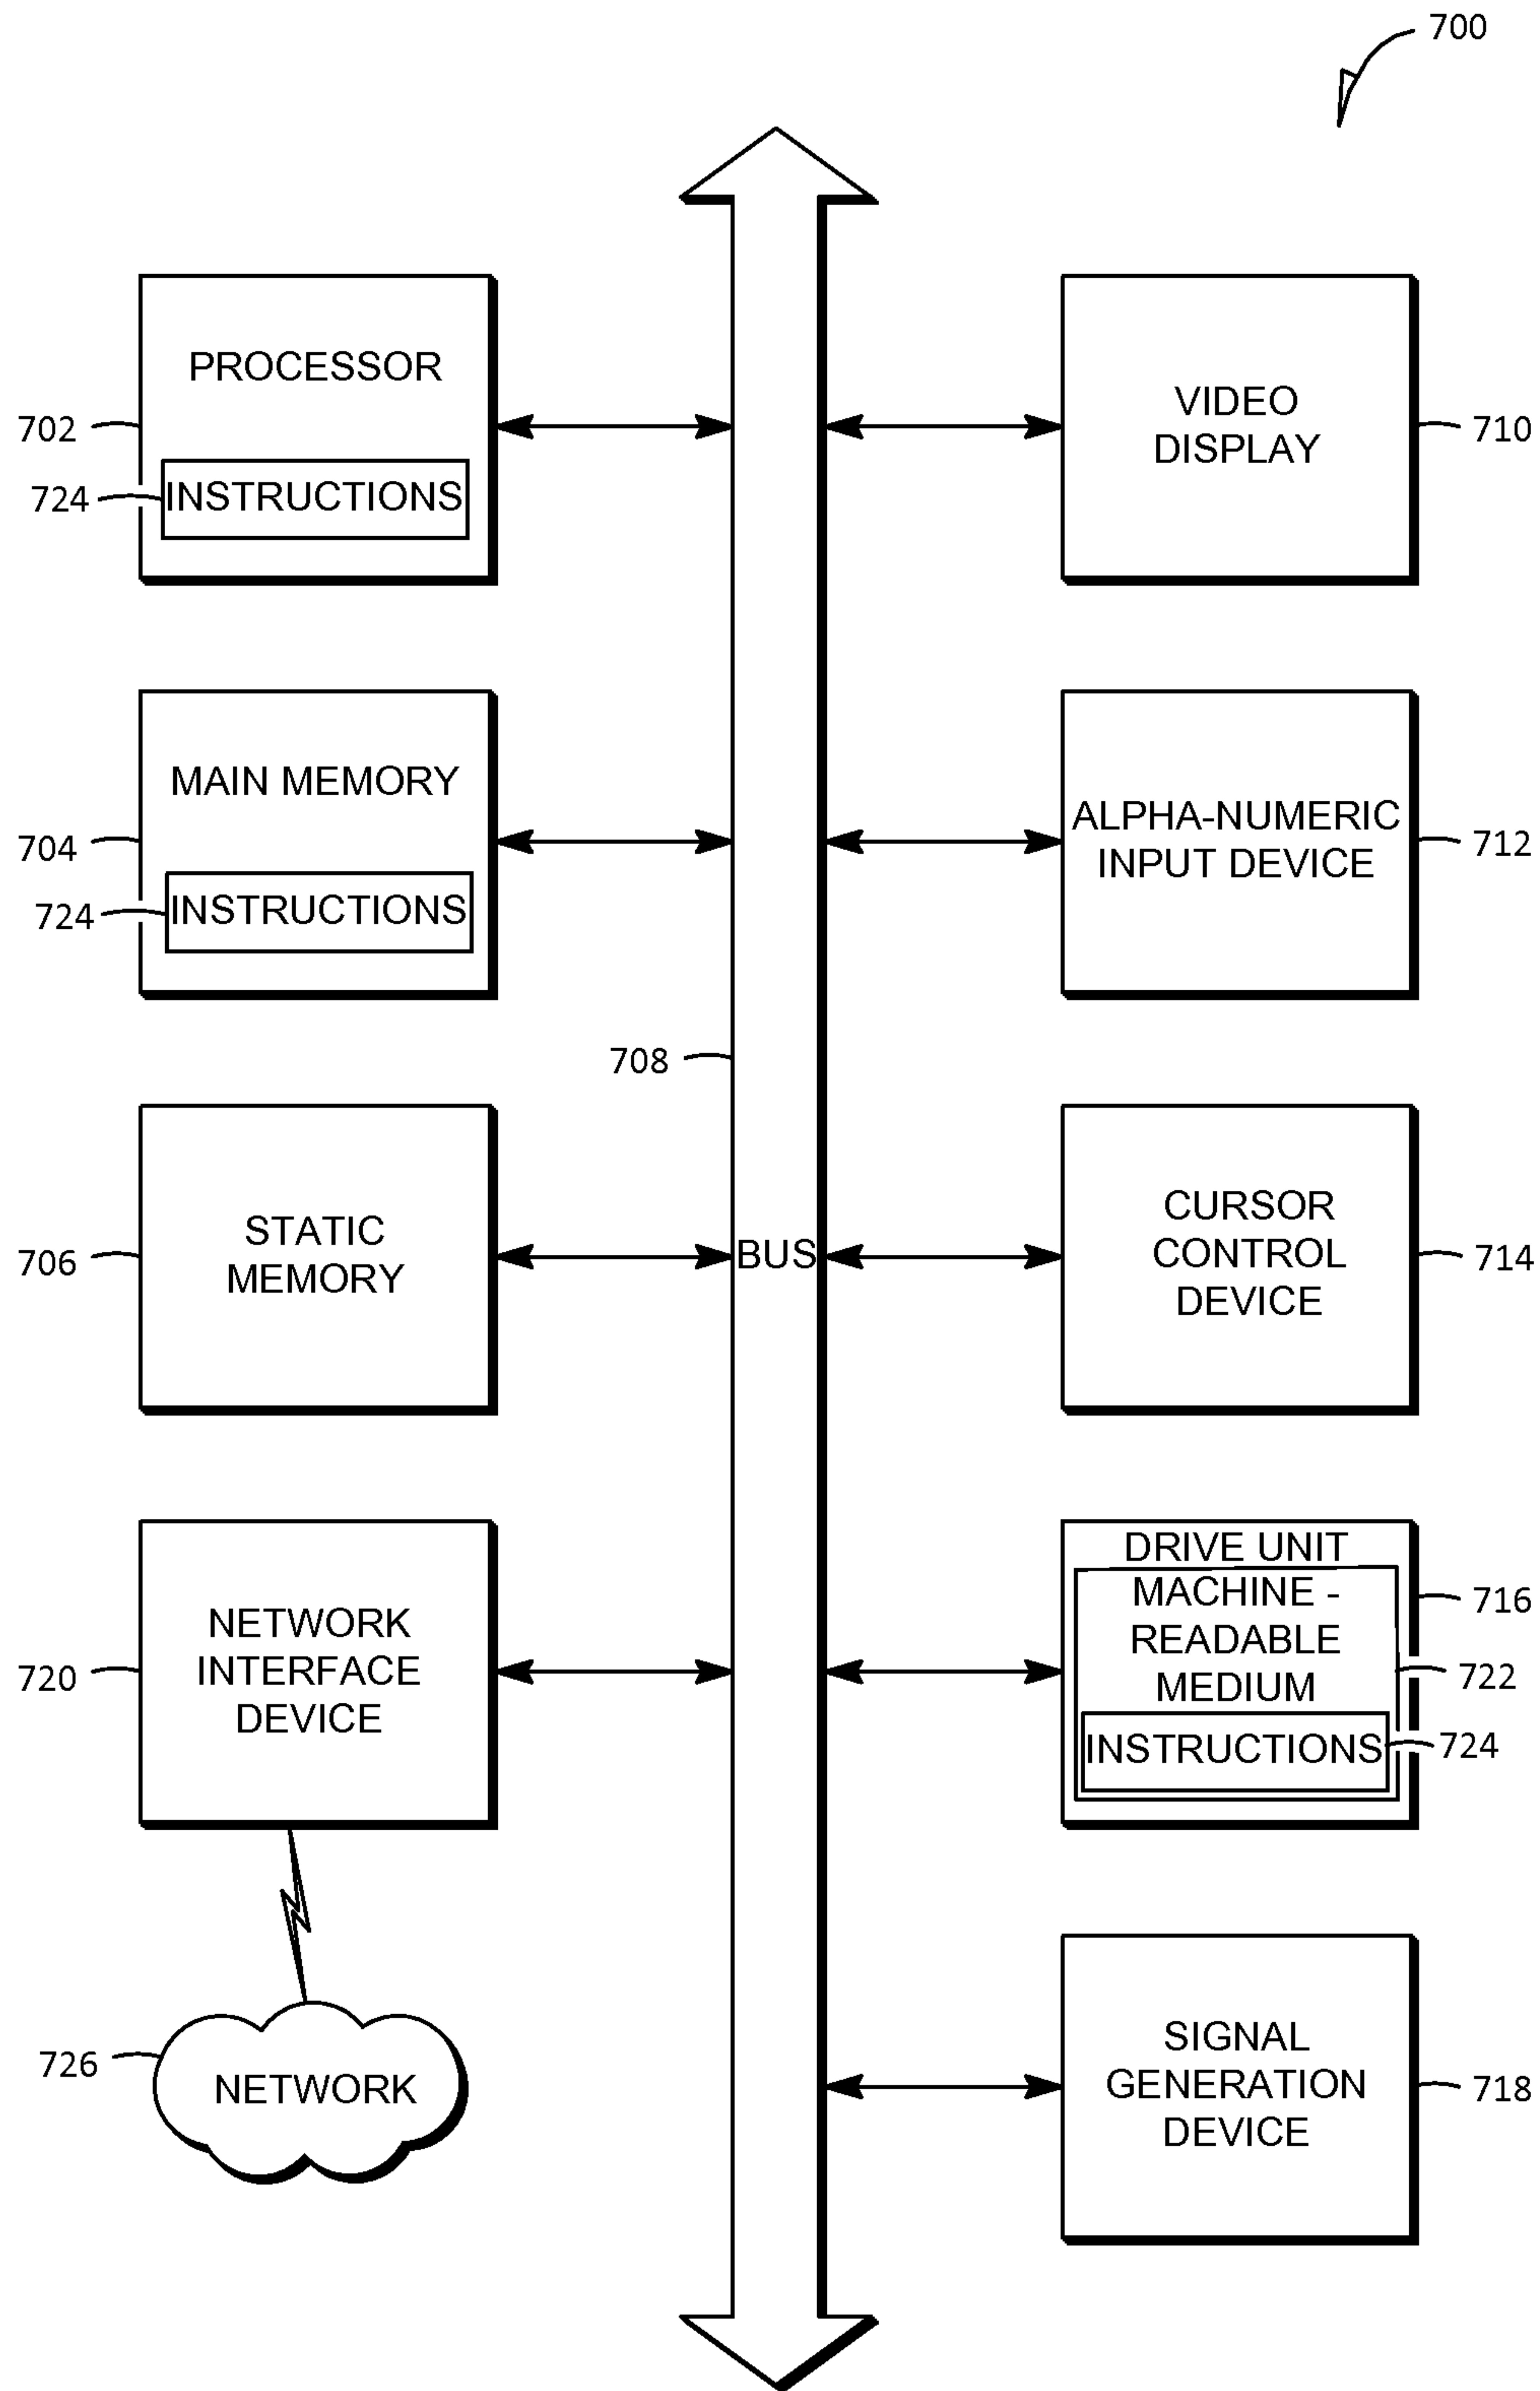 700
PROCESSOR
702
724
INSTRUCTIONS
VIDEO
DISPLAY
710
MAIN MEMORY
704
724
INSTRUCTIONS
ALPHA-NUMERIC
INPUT DEVICE
712
708
STATIC
MEMORY
706
BUS
CURSOR
CONTROL
DEVICE
714
NETWORK
INTERFACE
DEVICE
720
DRIVE UNIT
MACHINE -
READABLE
MEDIUM
716
722
INSTRUCTIONS
724
726
NETWORK
SIGNAL
GENERATION
DEVICE
718